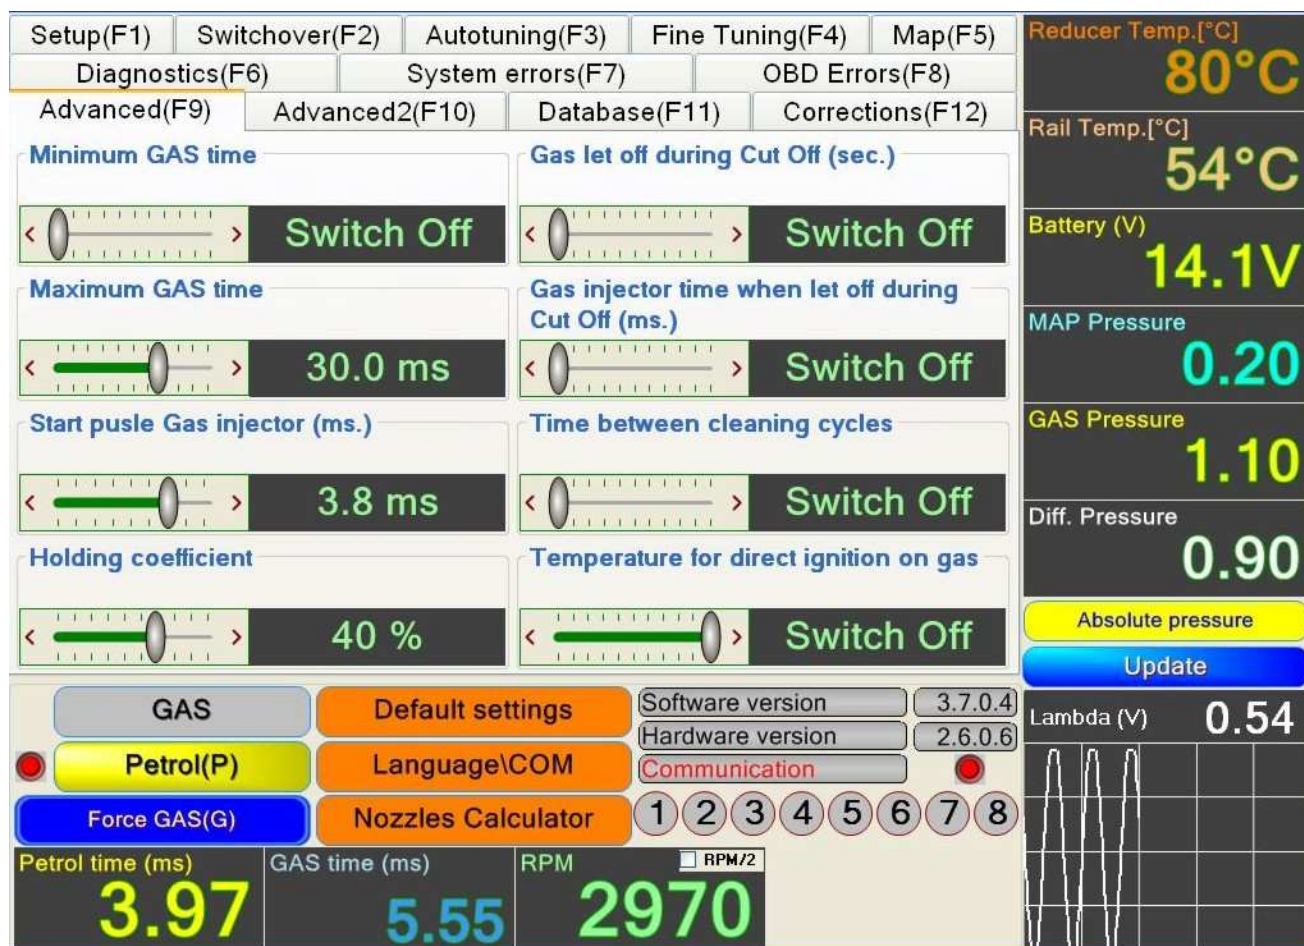 Setup(F1) Switchover(F2) Autotuning(F3) Fine Tuning(F4) Map(F5)
Diagnostics(F6) System errors(F7) OBD Errors(F8)
Advanced(F9) Advanced2(F10) Database(F11) Corrections(F12)
Minimum GAS time
< > Switch Off
Maximum GAS time
< > 30.0 ms
Start pusle Gas injector (ms.)
< > 3.8 ms
Holding coefficient
< > 40 %
Gas let off during Cut Off (sec.)
< > Switch Off
Gas injector time when let off during
Cut Off (ms.)
< > Switch Off
Time between cleaning cycles
< > Switch Off
Temperature for direct ignition on gas
< > Switch Off
Reducer Temp.[°C]
80°C
Rail Temp.[°C]
54°C
Battery (V)
14.1V
MAP Pressure
0.20
GAS Pressure
1.10
Diff. Pressure
0.90
Absolute pressure
Update
Lambda (V) 0.54
GAS
Petrol(P)
Force GAS(G)
Default settings
Language\COM
Nozzles Calculator
Software version 3.7.0.4
Hardware version 2.6.0.6
Communication
1 2 3 4 5 6 7 8
Petrol time (ms)
3.97
GAS time (ms)
5.55
RPM RPM/2
2970